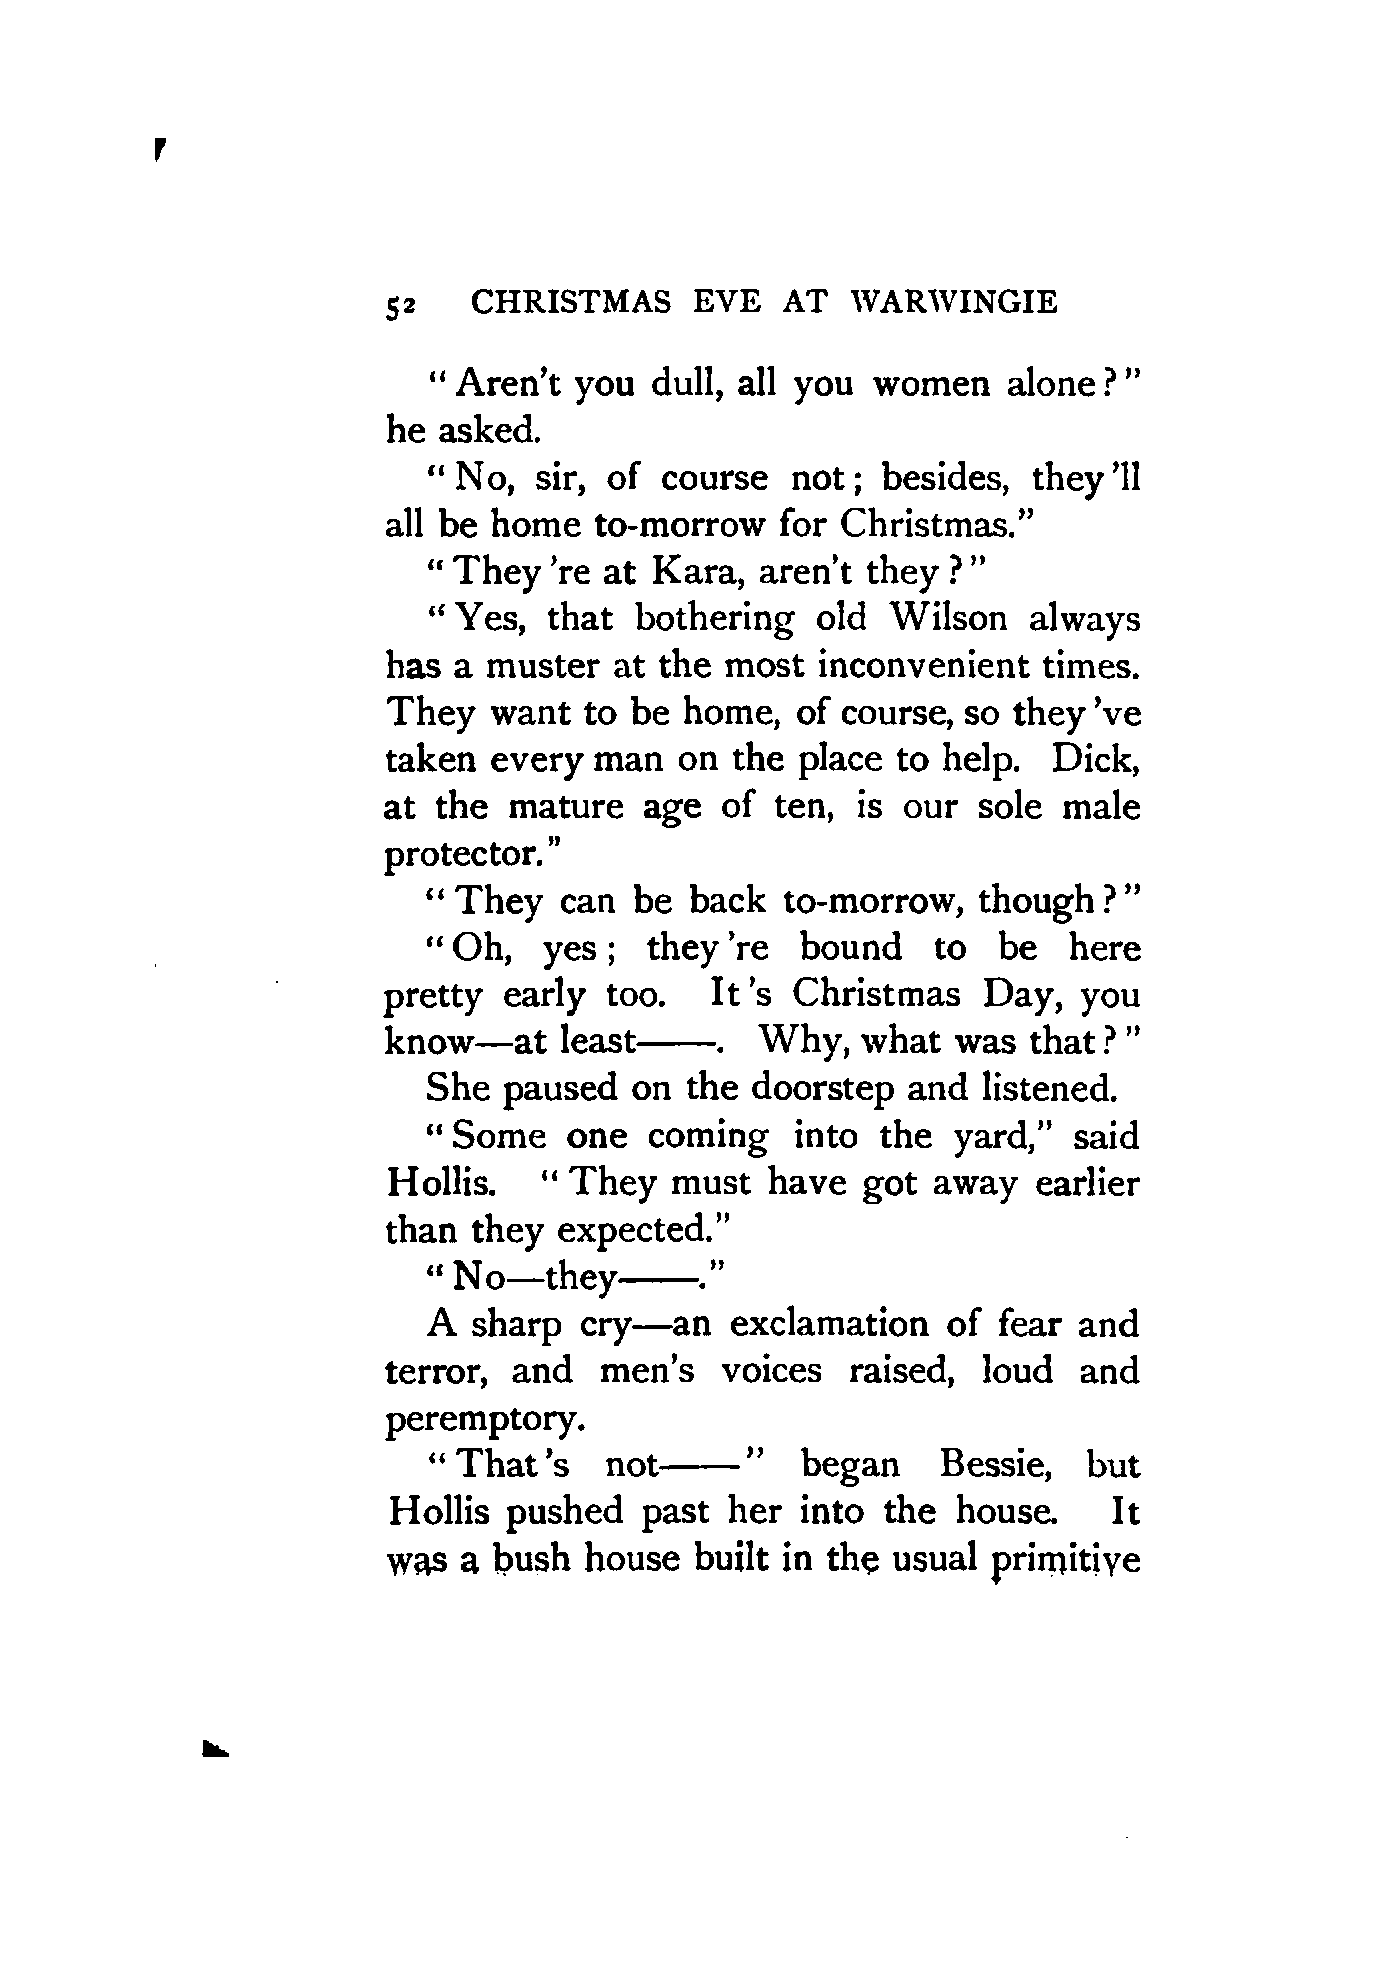 52 CHRISTMAS EVE AT WARWINGIE
"Aren't you dull, all you women alone?"
he asked.
"No, sir, of course not; besides, they'll
all be home to-morrow for Christmas."
"They're at Kara, aren't they?"
"Yes, that bothering old Wilson always
has a muster at the most inconvenient times.
They want to be home, of course, so they've
taken every man on the place to help. Dick,
at the mature age of ten, is our sole male
protector."
"They can be back to-morrow, though?"
"Oh, yes; they're bound to be here
pretty early too. It's Christmas Day, you
know—at least——. Why, what was that?"
She paused on the doorstep and listened.
"Some one coming into the yard," said
Hollis. "They must have got away earlier
than they expected."
"No—they——."
A sharp cry—an exclamation of fear and
terror, and men's voices raised, loud and
peremptory.
"That's not——" began Bessie, but
Hollis pushed past her into the house. It
was a bush house built in the usual primitive